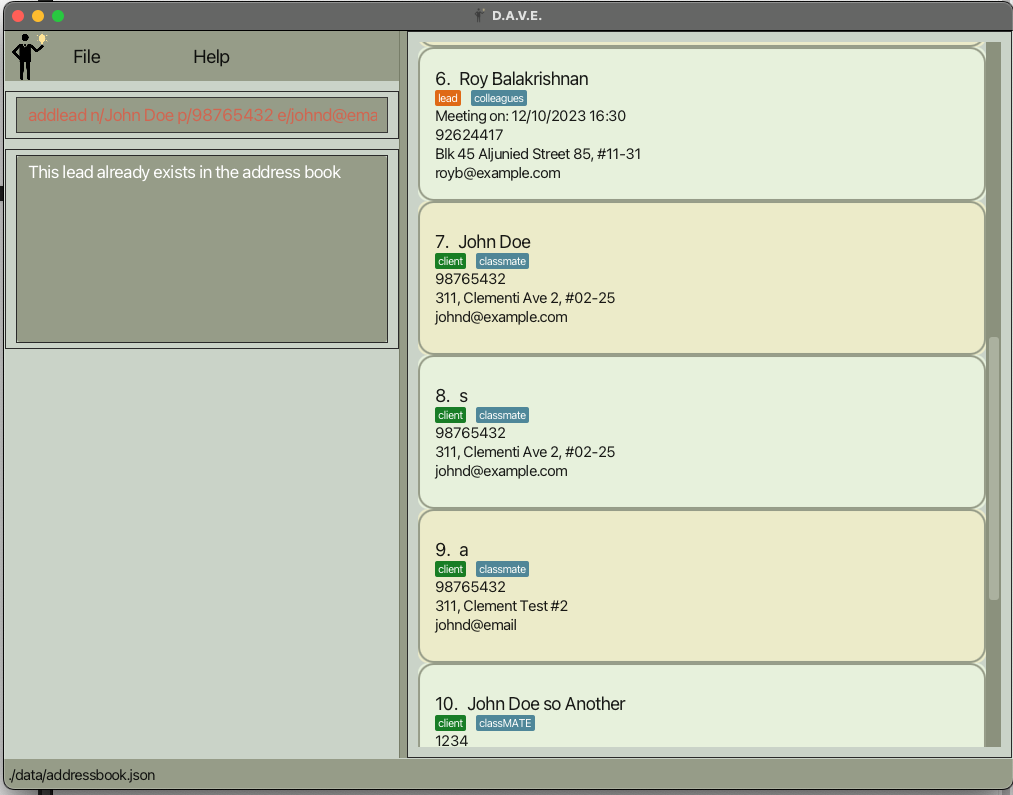 D.A.V.E.
File Help
addlead n/John Doe p/98765432 e/johnd@ema
This lead already exists in the address book
6. Roy Balakrishnan
lead colleagues
Meeting on: 12/10/2023 16:30
92624417
Blk 45 Aljunied Street 85, #11-31
royb@example.com
7. John Doe
client classmate
98765432
311, Clementi Ave 2, #02-25
johnd@example.com
8. s
client classmate
98765432
311, Clementi Ave 2, #02-25
johnd@example.com
9. a
client classmate
98765432
311, Clement Test #2
johnd@email
10. John Doe so Another
client classMATE
1234
./data/addressbook.json